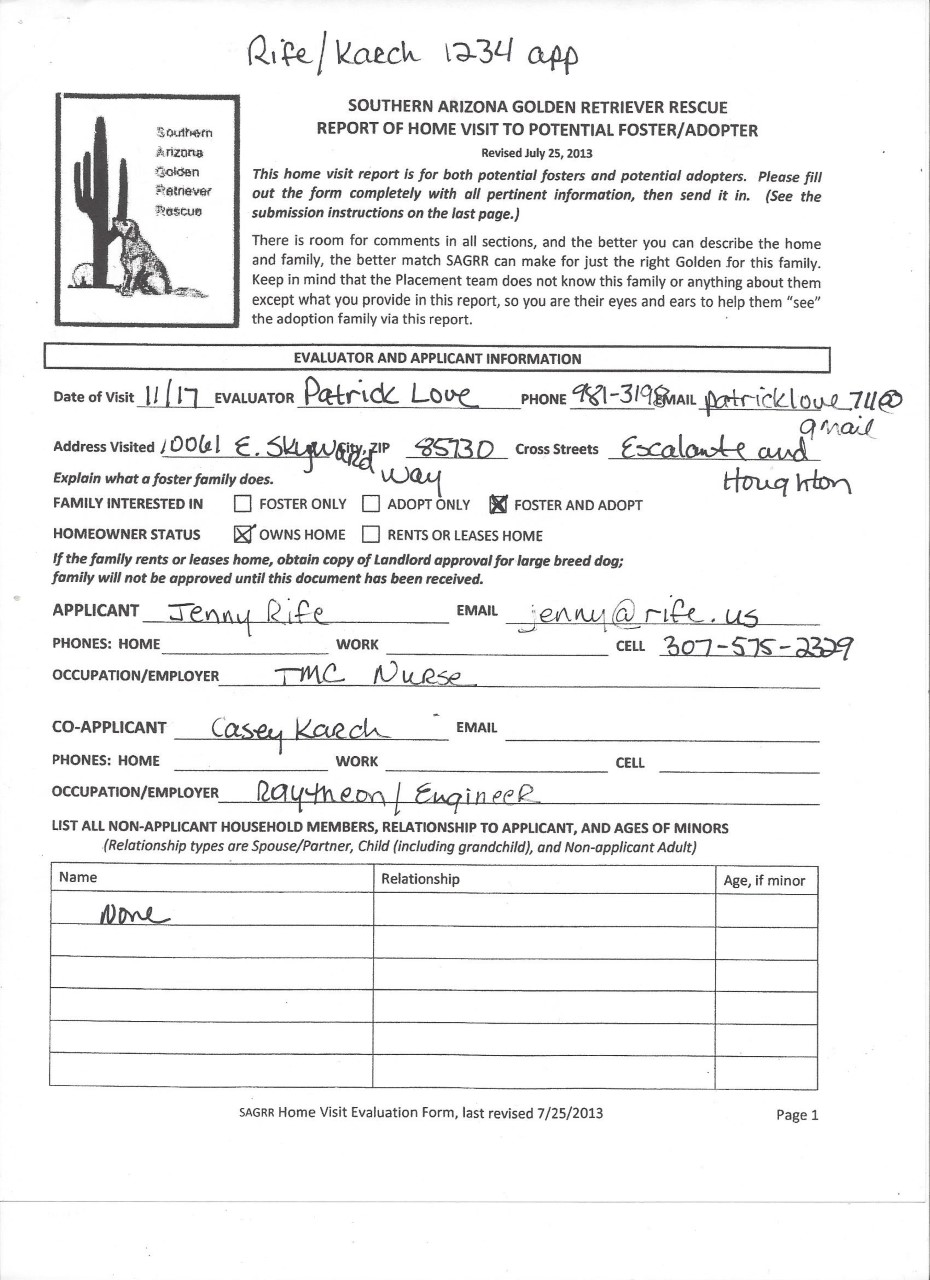 Rife/Karch 1234 app
Southern
Arizona
Golden
Retriever
Rescue
SOUTHERN ARIZONA GOLDEN RETRIEVER RESCUE
REPORT OF HOME VISIT TO POTENTIAL FOSTER/ADOPTER
Revised July 25, 2013
This home visit report is for both potential fosters and potential adopters. Please fill
out the form completely with all pertinent information, then send it in. (See the
submission instructions on the last page.)
There is room for comments in all sections, and the better you can describe the home
and family, the better match SAGRR can make for just the right Golden for this family.
Keep in mind that the Placement team does not know this family or anything about them
except what you provide in this report, so you are their eyes and ears to help them “see”
the adoption family via this report.
EVALUATOR AND APPLICANT INFORMATION
Date of Visit 11/17 EVALUATOR Patrick Love PHONE 981-3198 EMAIL patricklove711@
gmail
Address Visited 10061 E. Skyward City, ZIP 85730 Cross Streets Escalante and
Way Houghton
Explain what a foster family does.
FAMILY INTERESTED IN FOSTER ONLY ADOPT ONLY FOSTER AND ADOPT
HOMEOWNER STATUS OWNS HOME RENTS OR LEASES HOME
If the family rents or leases home, obtain copy of Landlord approval for large breed dog;
family will not be approved until this document has been received.
APPLICANT Jenny Rife EMAIL jenny@rife.us
PHONES: HOME WORK CELL 307-575-2329
OCCUPATION/EMPLOYER TMC Nurse
CO-APPLICANT Casey Karch EMAIL
PHONES: HOME WORK CELL
OCCUPATION/EMPLOYER Raytheon/Engineer
LIST ALL NON-APPLICANT HOUSEHOLD MEMBERS, RELATIONSHIP TO APPLICANT, AND AGES OF MINORS
(Relationship types are Spouse/Partner, Child (including grandchild), and Non-applicant Adult)
Name Relationship Age, if minor
None
SAGRR Home Visit Evaluation Form, last revised 7/25/2013 Page 1